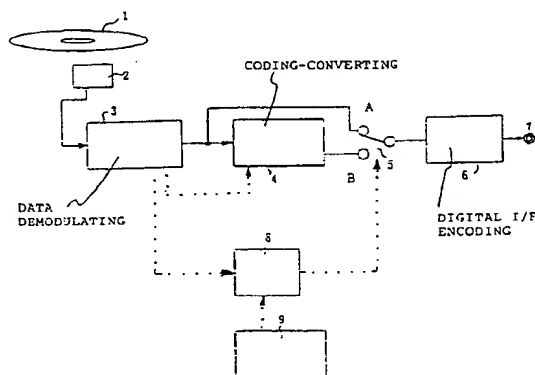 1
2
CODING-CONVERTING
3
A
7
5
B
4
6
DATA
DEMODULATING
DIGITAL I/F
ENCODING
8
9